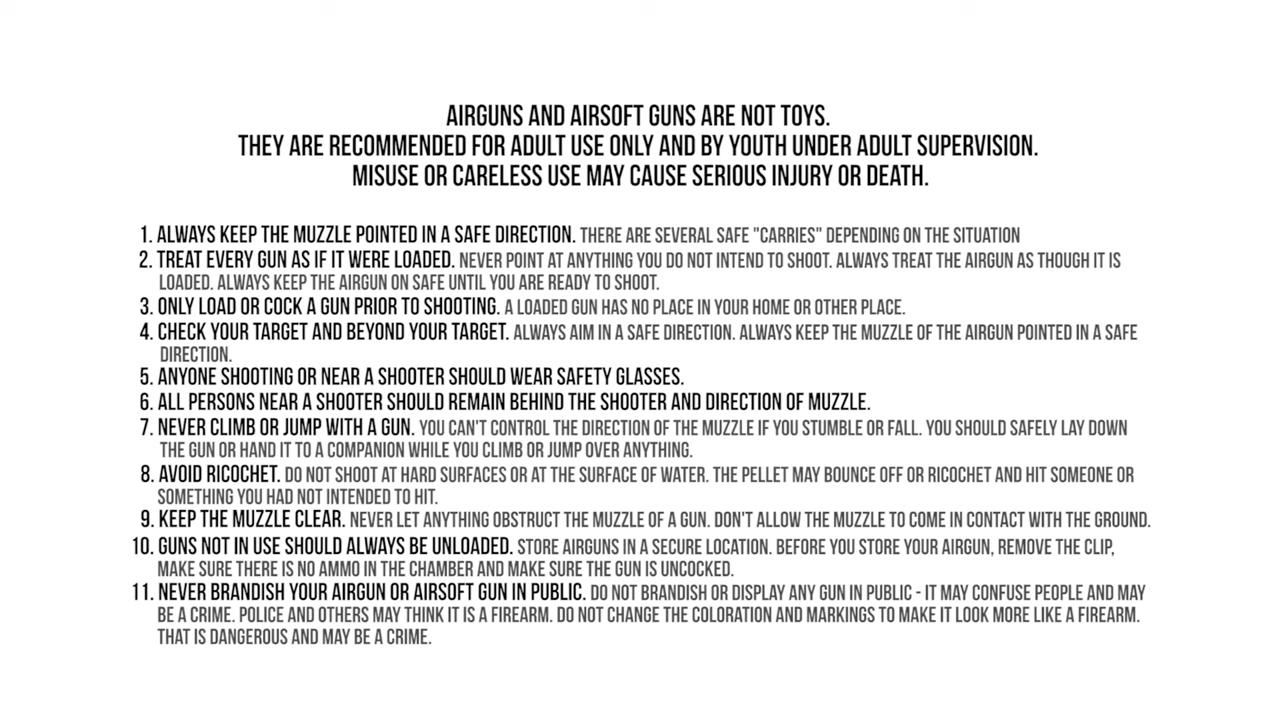 AIRGUNS AND AIRSOFT GUNS ARE NOT TOYS.
THEY ARE RECOMMENDED FOR ADULT USE ONLY AND BY YOUTH UNDER ADULT SUPERVISION.
MISUSE OR CARELESS USE MAY CAUSE SERIOUS INJURY OR DEATH.
1. ALWAYS KEEP THE MUZZLE POINTED IN A SAFE DIRECTION. THERE ARE SEVERAL SAFE "CARRIES" DEPENDING ON THE SITUATION
2. TREAT EVERY GUN AS IF IT WERE LOADED. NEVER POINT AT ANYTHING YOU DO NOT INTEND TO SHOOT. ALWAYS TREAT THE AIRGUN AS THOUGH IT IS
LOADED. ALWAYS KEEP THE AIRGUN ON SAFE UNTIL YOU ARE READY TO SHOOT.
3. ONLY LOAD OR COCK A GUN PRIOR TO SHOOTING. A LOADED GUN HAS NO PLACE IN YOUR HOME OR OTHER PLACE.
4. CHECK YOUR TARGET AND BEYOND YOUR TARGET. ALWAYS AIM IN A SAFE DIRECTION. ALWAYS KEEP THE MUZZLE OF THE AIRGUN POINTED IN A SAFE
DIRECTION.
5. ANYONE SHOOTING OR NEAR A SHOOTER SHOULD WEAR SAFETY GLASSES.
6. ALL PERSONS NEAR A SHOOTER SHOULD REMAIN BEHIND THE SHOOTER AND DIRECTION OF MUZZLE.
7. NEVER CLIMB OR JUMP WITH A GUN. YOU CAN'T CONTROL THE DIRECTION OF THE MUZZLE IF YOU STUMBLE OR FALL. YOU SHOULD SAFELY LAY DOWN
THE GUN OR HAND IT TO A COMPANION WHILE YOU CLIMB OR JUMP OVER ANYTHING.
8. AVOID RICOCHET. DO NOT SHOOT AT HARD SURFACES OR AT THE SURFACE OF WATER. THE PELLET MAY BOUNCE OFF OR RICOCHET AND HIT SOMEONE OR
SOMETHING YOU HAD NOT INTENDED TO HIT.
9. KEEP THE MUZZLE CLEAR. NEVER LET ANYTHING OBSTRUCT THE MUZZLE OF A GUN. DON'T ALLOW THE MUZZLE TO COME IN CONTACT WITH THE GROUND.
10. GUNS NOT IN USE SHOULD ALWAYS BE UNLOADED. STORE AIRGUNS IN A SECURE LOCATION. BEFORE YOU STORE YOUR AIRGUN, REMOVE THE CLIP,
MAKE SURE THERE IS NO AMMO IN THE CHAMBER AND MAKE SURE THE GUN IS UNCOCKED.
11. NEVER BRANDISH YOUR AIRGUN OR AIRSOFT GUN IN PUBLIC. DO NOT BRANDISH OR DISPLAY ANY GUN IN PUBLIC - IT MAY CONFUSE PEOPLE AND MAY
BE A CRIME. POLICE AND OTHERS MAY THINK IT IS A FIREARM. DO NOT CHANGE THE COLORATION AND MARKINGS TO MAKE IT LOOK MORE LIKE A FIREARM.
THAT IS DANGEROUS AND MAY BE A CRIME.